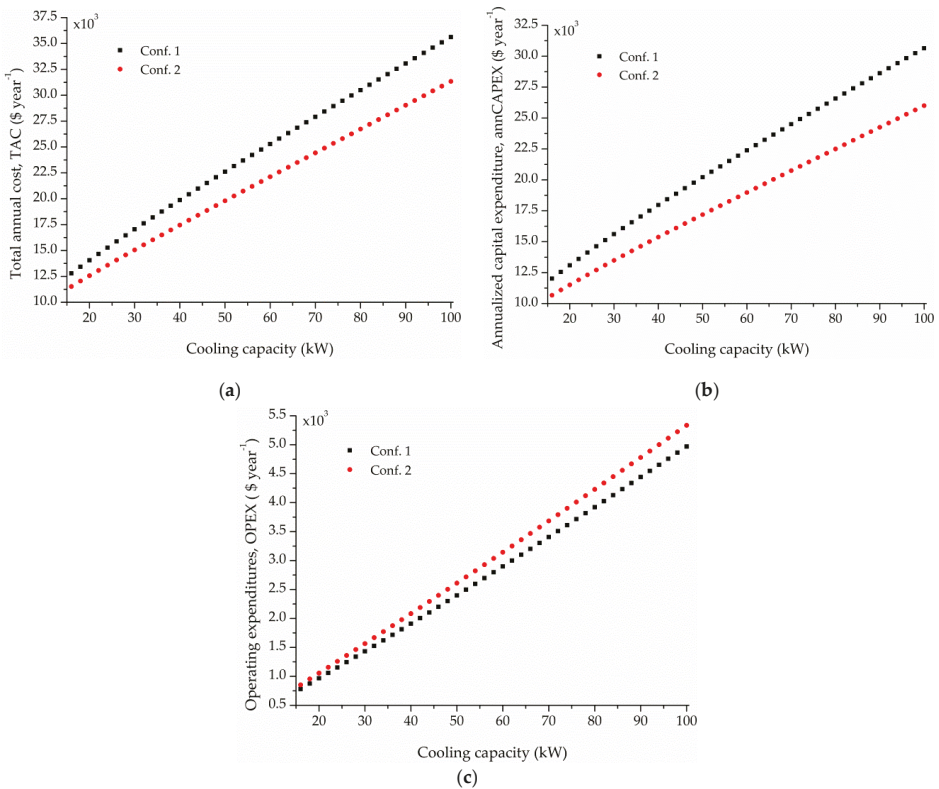 x10³
Conf. 1
Conf. 2
Total annual cost, TAC ($ year⁻¹)
37.5
35.0
32.5
30.0
27.5
25.0
22.5
20.0
17.5
15.0
12.5
10.0
20 30 40 50 60 70 80 90 100
Cooling capacity (kW)
(a)
x10³
Conf. 1
Conf. 2
Annualized capital expenditure, annCAPEX ($ year⁻¹)
32.5
30.0
27.5
25.0
22.5
20.0
17.5
15.0
12.5
10.0
20 30 40 50 60 70 80 90 100
Cooling capacity (kW)
(b)
x10³
Conf. 1
Conf. 2
Operating expenditures, OPEX ( $ year⁻¹)
5.5
5.0
4.5
4.0
3.5
3.0
2.5
2.0
1.5
1.0
0.5
20 30 40 50 60 70 80 90 100
Cooling capacity (kW)
(c)